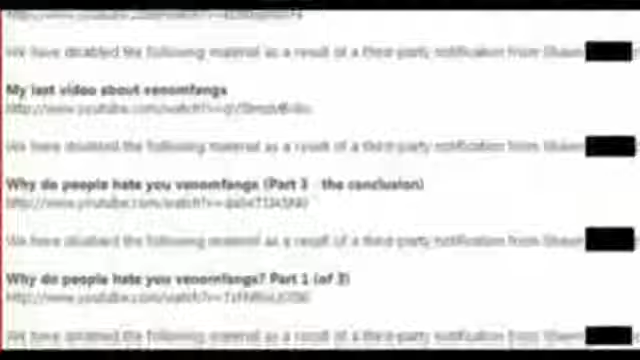 We have disabled the following material as a result of a third-party notification from Shawn
My last video about venomfangs
http://www.youtube.com/watch?v=
We have disabled the following material as a result of a third-party notification from Shawn
Why do people hate you venomfangs (Part 3 the conclusion)
http://www.youtube.com/watch?v=
We have disabled the following material as a result of a third-party notification from Shawn
Why do people hate you venomfangs? Part 1 (of 3)
http://www.youtube.com/watch?v=
We have disabled the following material as a result of a third-party notification from Shawn